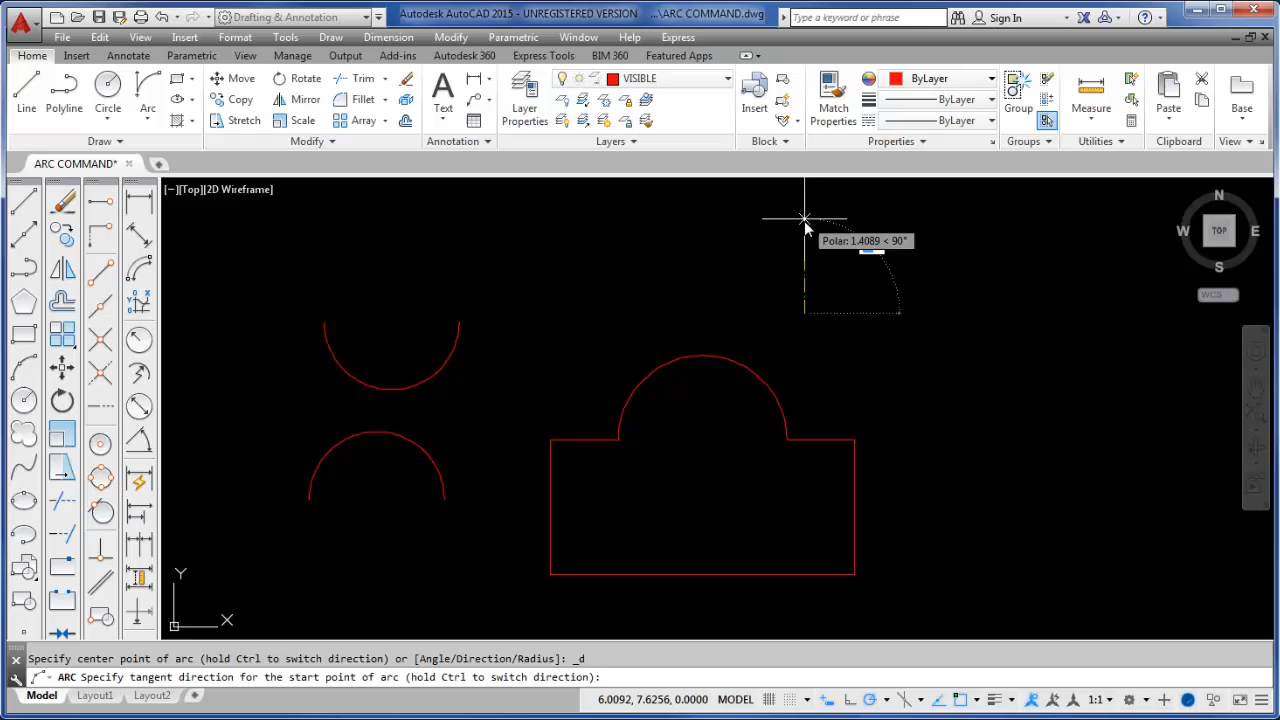 Drafting & Annotation
Autodesk AutoCAD 2015 - UNREGISTERED VERSION
...\ARC COMMAND.dwg
Type a keyword or phrase
Sign In
File Edit View Insert Format Tools Draw Dimension Modify Parametric Window Help Express
Home Insert Annotate Parametric View Manage Output Add-ins Autodesk 360 Express Tools BIM 360 Featured Apps
Move Rotate Trim VISIBLE ByLayer
Copy Mirror Fillet ByLayer
Line Polyline Circle Arc Text Layer Properties Insert Match Properties Group Measure Paste Base
Stretch Scale Array ByLayer
Draw Modify Annotation Layers Block Properties Groups Utilities Clipboard View
ARC COMMAND*
[−][Top][2D Wireframe]
N
W TOP E
S
WCS
Polar: 1.4089 < 90°
Y
X
Specify center point of arc (hold Ctrl to switch direction) or [Angle/Direction/Radius]: _d
ARC Specify tangent direction for the start point of arc (hold Ctrl to switch direction):
Model Layout1 Layout2
6.0092, 7.6256, 0.0000 MODEL
1:1